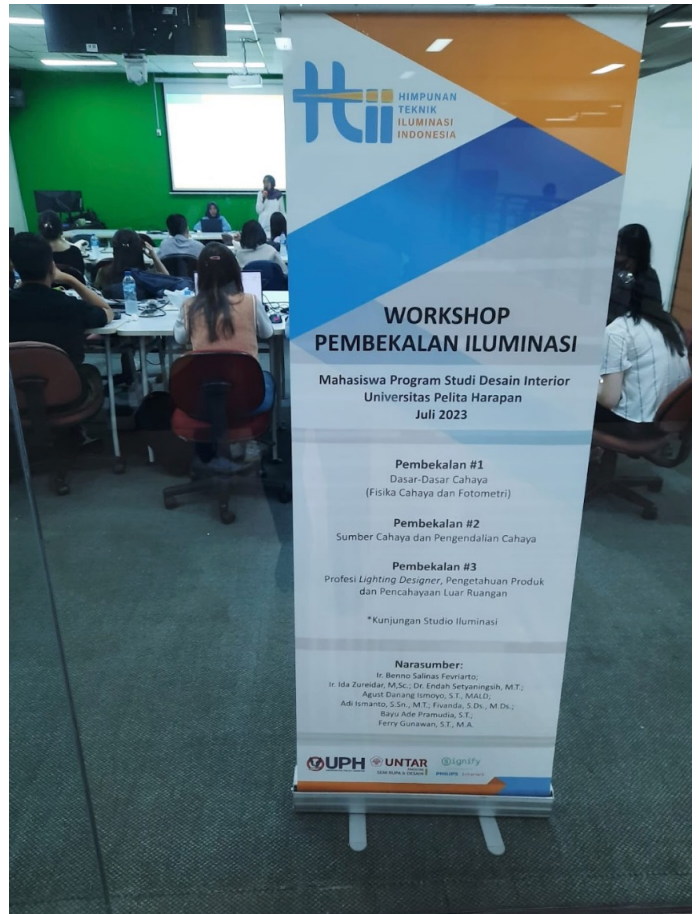 Hii
HIMPUNAN
TEKNIK
ILUMINASI
INDONESIA
WORKSHOP
PEMBEKALAN ILUMINASI
Mahasiswa Program Studi Desain Interior
Universitas Pelita Harapan
Juli 2023
Pembekalan #1
Dasar-Dasar Cahaya
(Fisika Cahaya dan Fotometri)
Pembekalan #2
Sumber Cahaya dan Pengendalian Cahaya
Pembekalan #3
Profesi Lighting Designer, Pengetahuan Produk
dan Pencahayaan Luar Ruangan
*Kunjungan Studio Iluminasi
Narasumber:
Ir. Benno Salinas Fevriarto;
Ir. Ida Zureidar, M,Sc.; Dr. Endah Setyaningsih, M.T.;
Agust Danang Ismoyo, S.T., MALD;
Adi Ismanto, S.Sn., M.T.; Fivanda, S.Ds., M.Ds.;
Bayu Ade Pramudia, S.T.;
Ferry Gunawan, S.T., M.A.
UPH
UNTAR
SENI RUPA & DESAIN
Signify
PHILIPS